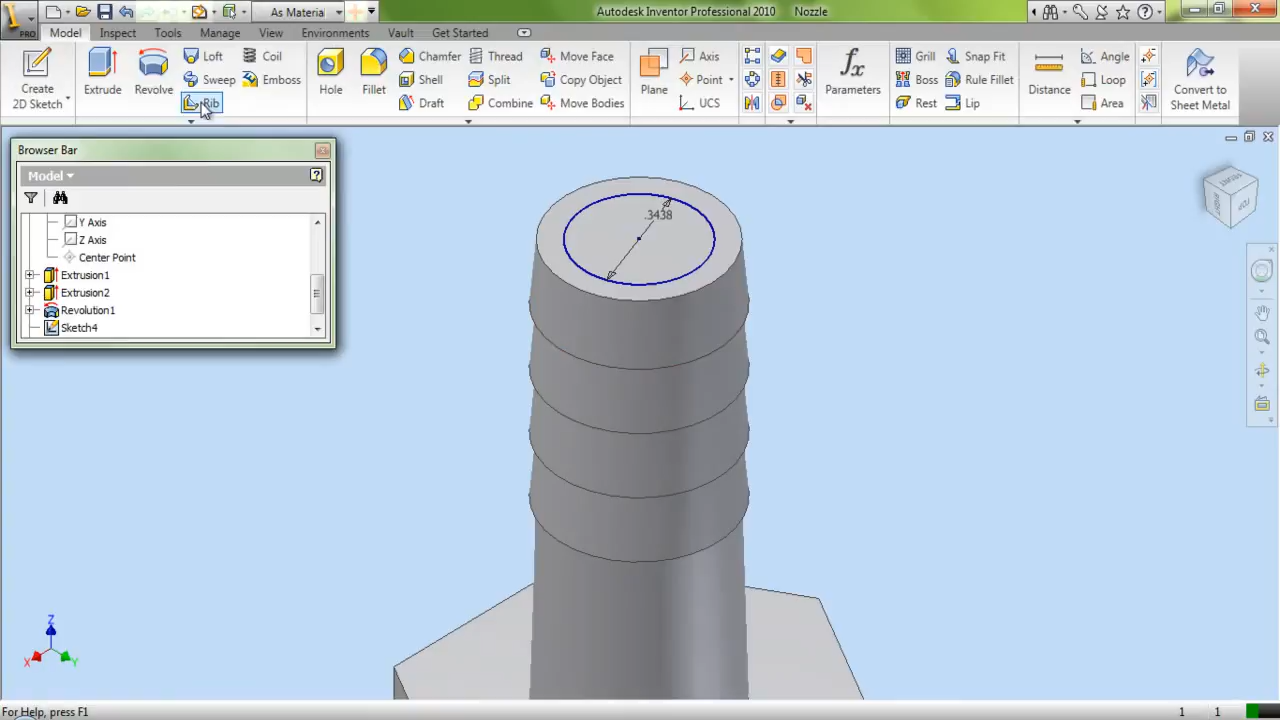 PRO
As Materia
Autodesk Inventor Professional 2010 Nozzle
Model Inspect Tools Manage View Environments Vault Get Started
Create
2D Sketch
Extrude
Revolve
Loft
Coil
Sweep
Emboss
Rib
Hole
Fillet
Chamfer
Thread
Move Face
Shell
Split
Copy Object
Draft
Combine
Move Bodies
Plane
Axis
Point
UCS
fx
Parameters
Grill
Snap Fit
Boss
Rule Fillet
Rest
Lip
Distance
Angle
Loop
Area
Convert to
Sheet Metal
Browser Bar
Model
Y Axis
Z Axis
Center Point
Extrusion1
Extrusion2
Revolution1
Sketch4
.3438
Z
X
Y
For Help, press F1
1 1